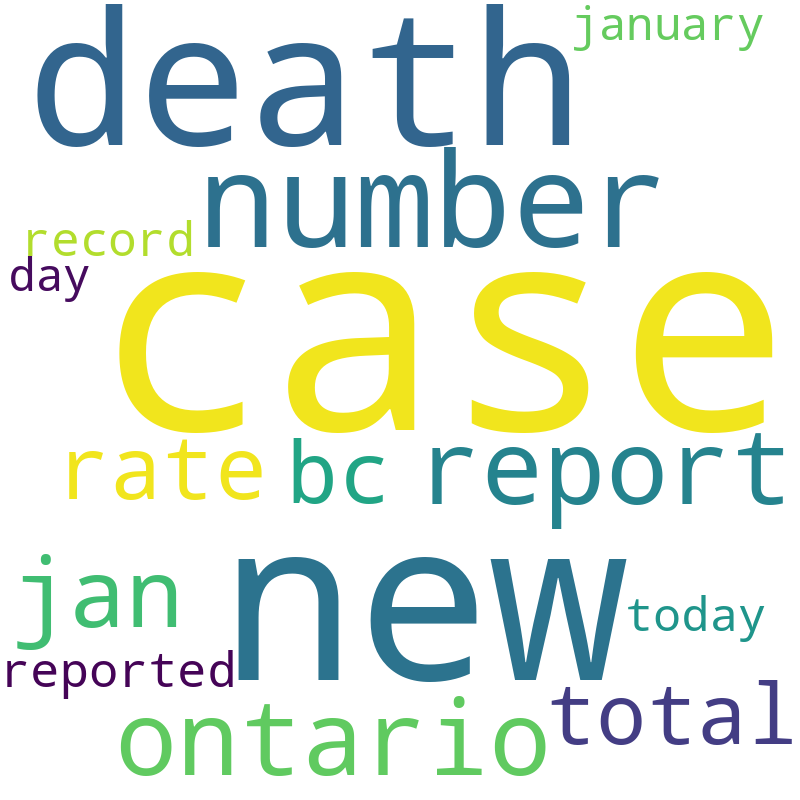 january
death
number
record
day
case
rate bc report
new
jan
today
reported
total
ontario